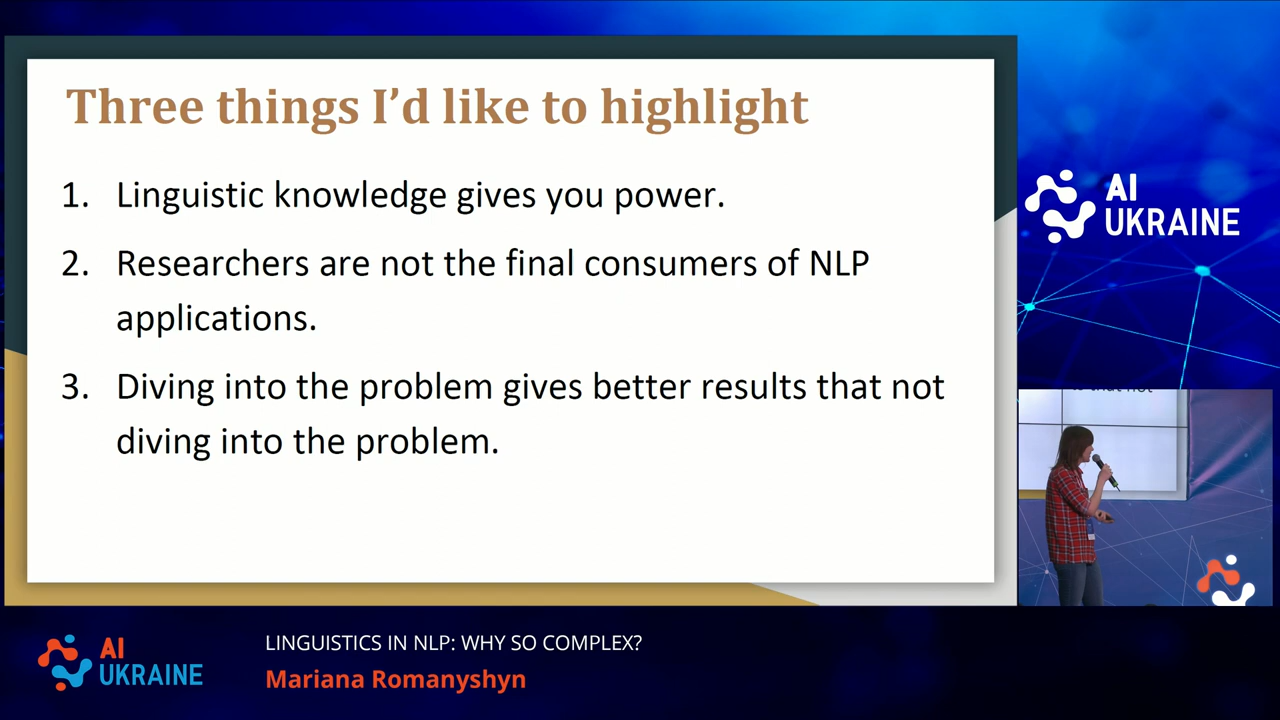 Three things I'd like to highlight
1. Linguistic knowledge gives you power.
2. Researchers are not the final consumers of NLP
applications.
3. Diving into the problem gives better results that not
diving into the problem.
AI
UKRAINE
that not
AI
UKRAINE
LINGUISTICS IN NLP: WHY SO COMPLEX?
Mariana Romanyshyn